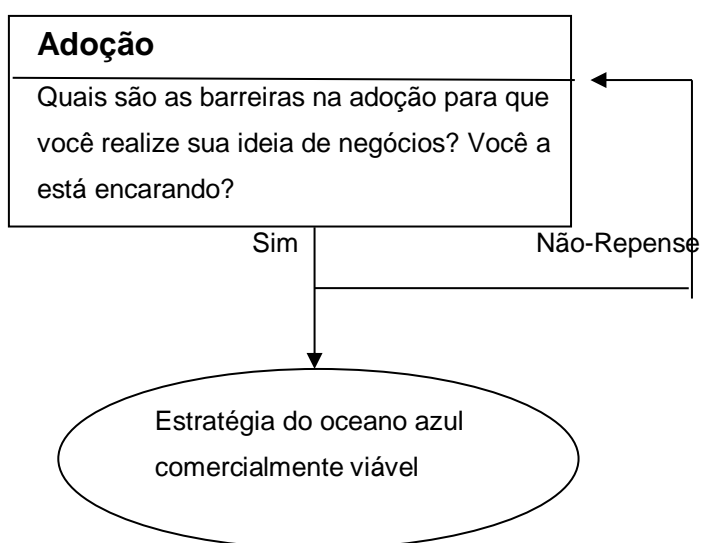 Adoção
Quais são as barreiras na adoção para que
você realize sua ideia de negócios? Você a
está encarando?
Sim
Não-Repense
Estratégia do oceano azul
comercialmente viável